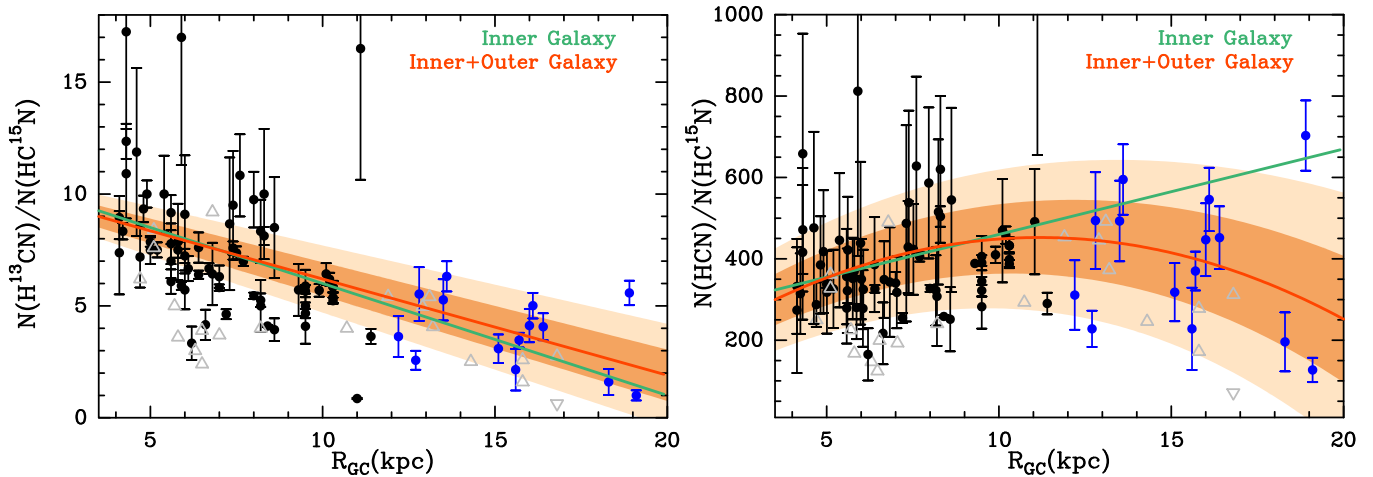 Inner Galaxy
Inner+Outer Galaxy
N(H¹³CN)/N(HC¹⁵N)
15
10
5
0
5
10
15
20
R_GC(kpc)
Inner Galaxy
Inner+Outer Galaxy
N(HCN)/N(HC¹⁵N)
1000
800
600
400
200
5
10
15
20
R_GC(kpc)